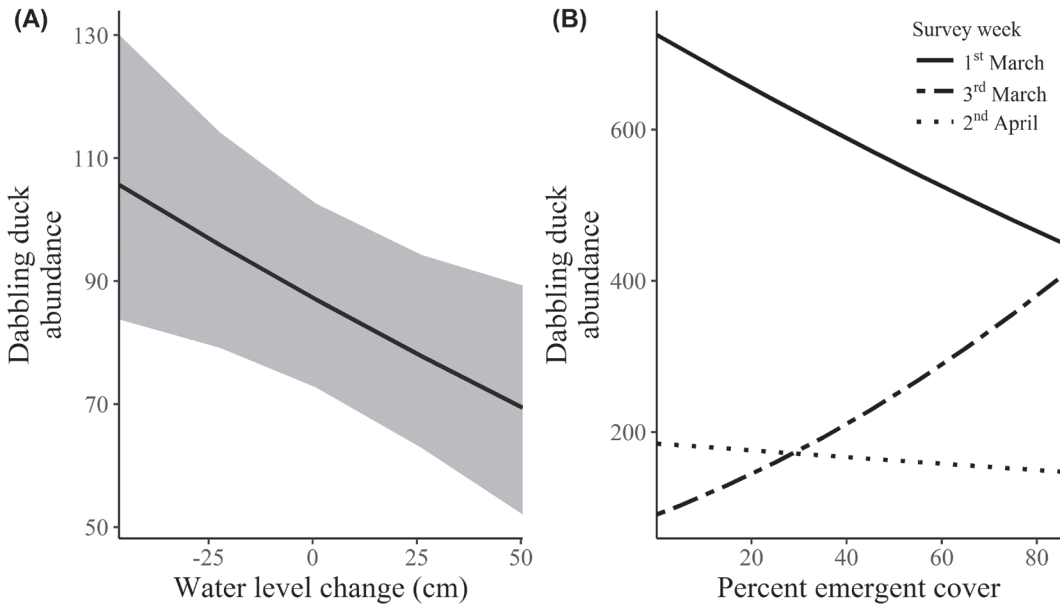 (A)
130
110
90
70
50
Dabbling duck
abundance
-25
0
25
50
Water level change (cm)
(B)
Survey week
1st March
3rd March
2nd April
600
400
200
Dabbling duck
abundance
20
40
60
80
Percent emergent cover